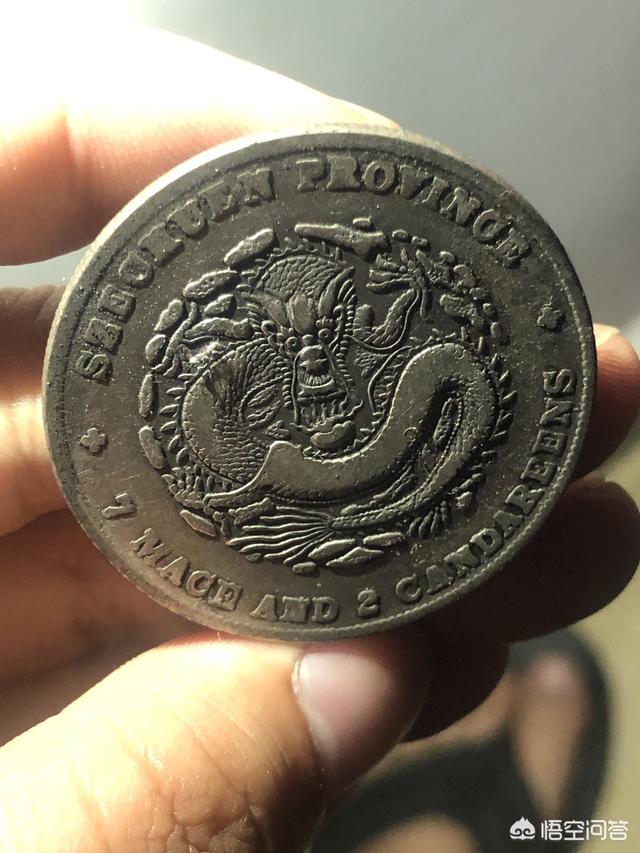 SZECHUEN PROVINCE
7 MACE AND 2 CANDAREENS
悟空问答